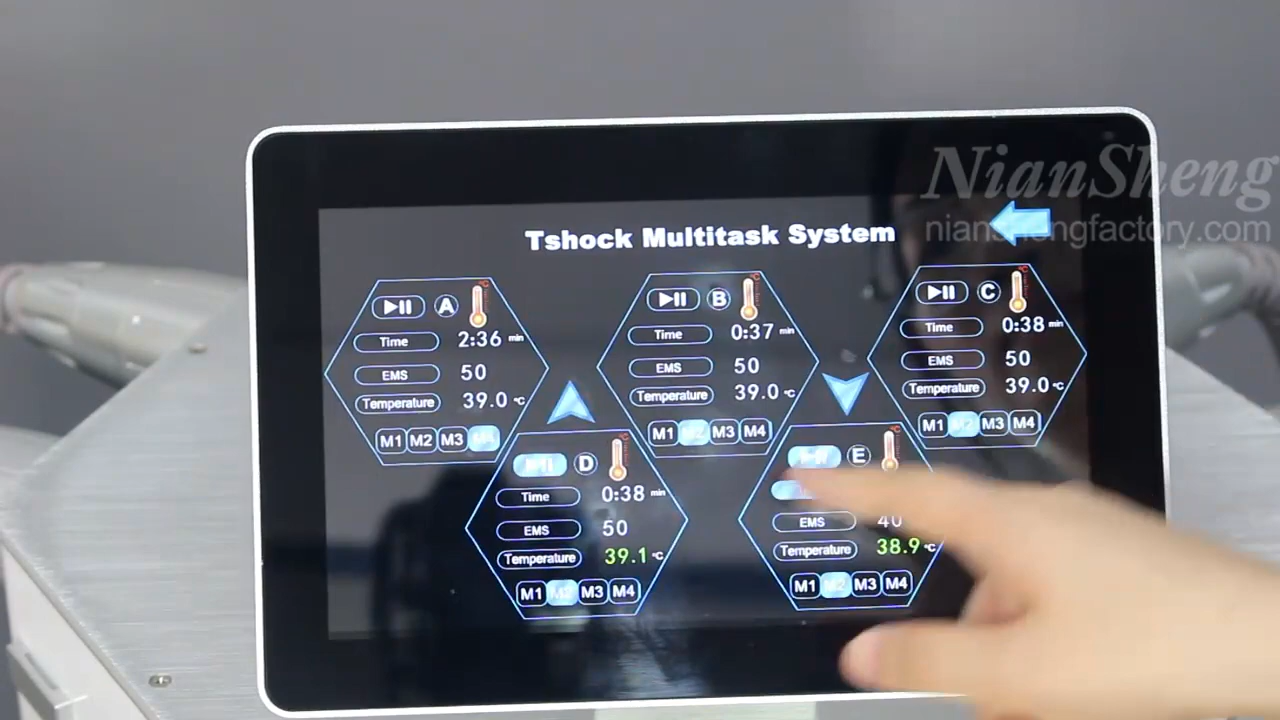 NianSheng
nianshengfactory.com
Tshock Multitask System
A
Time 2:36 min
EMS 50
Temperature 39.0 °C
M1 M2 M3 M4
B
Time 0:37 min
EMS 50
Temperature 39.0 °C
M1 M2 M3 M4
C
Time 0:38 min
EMS 50
Temperature 39.0 °C
M1 M2 M3 M4
D
Time 0:38 min
EMS 50
Temperature 39.1 °C
M1 M2 M3 M4
E
EMS 40
Temperature 38.9 °C
M1 M2 M3 M4